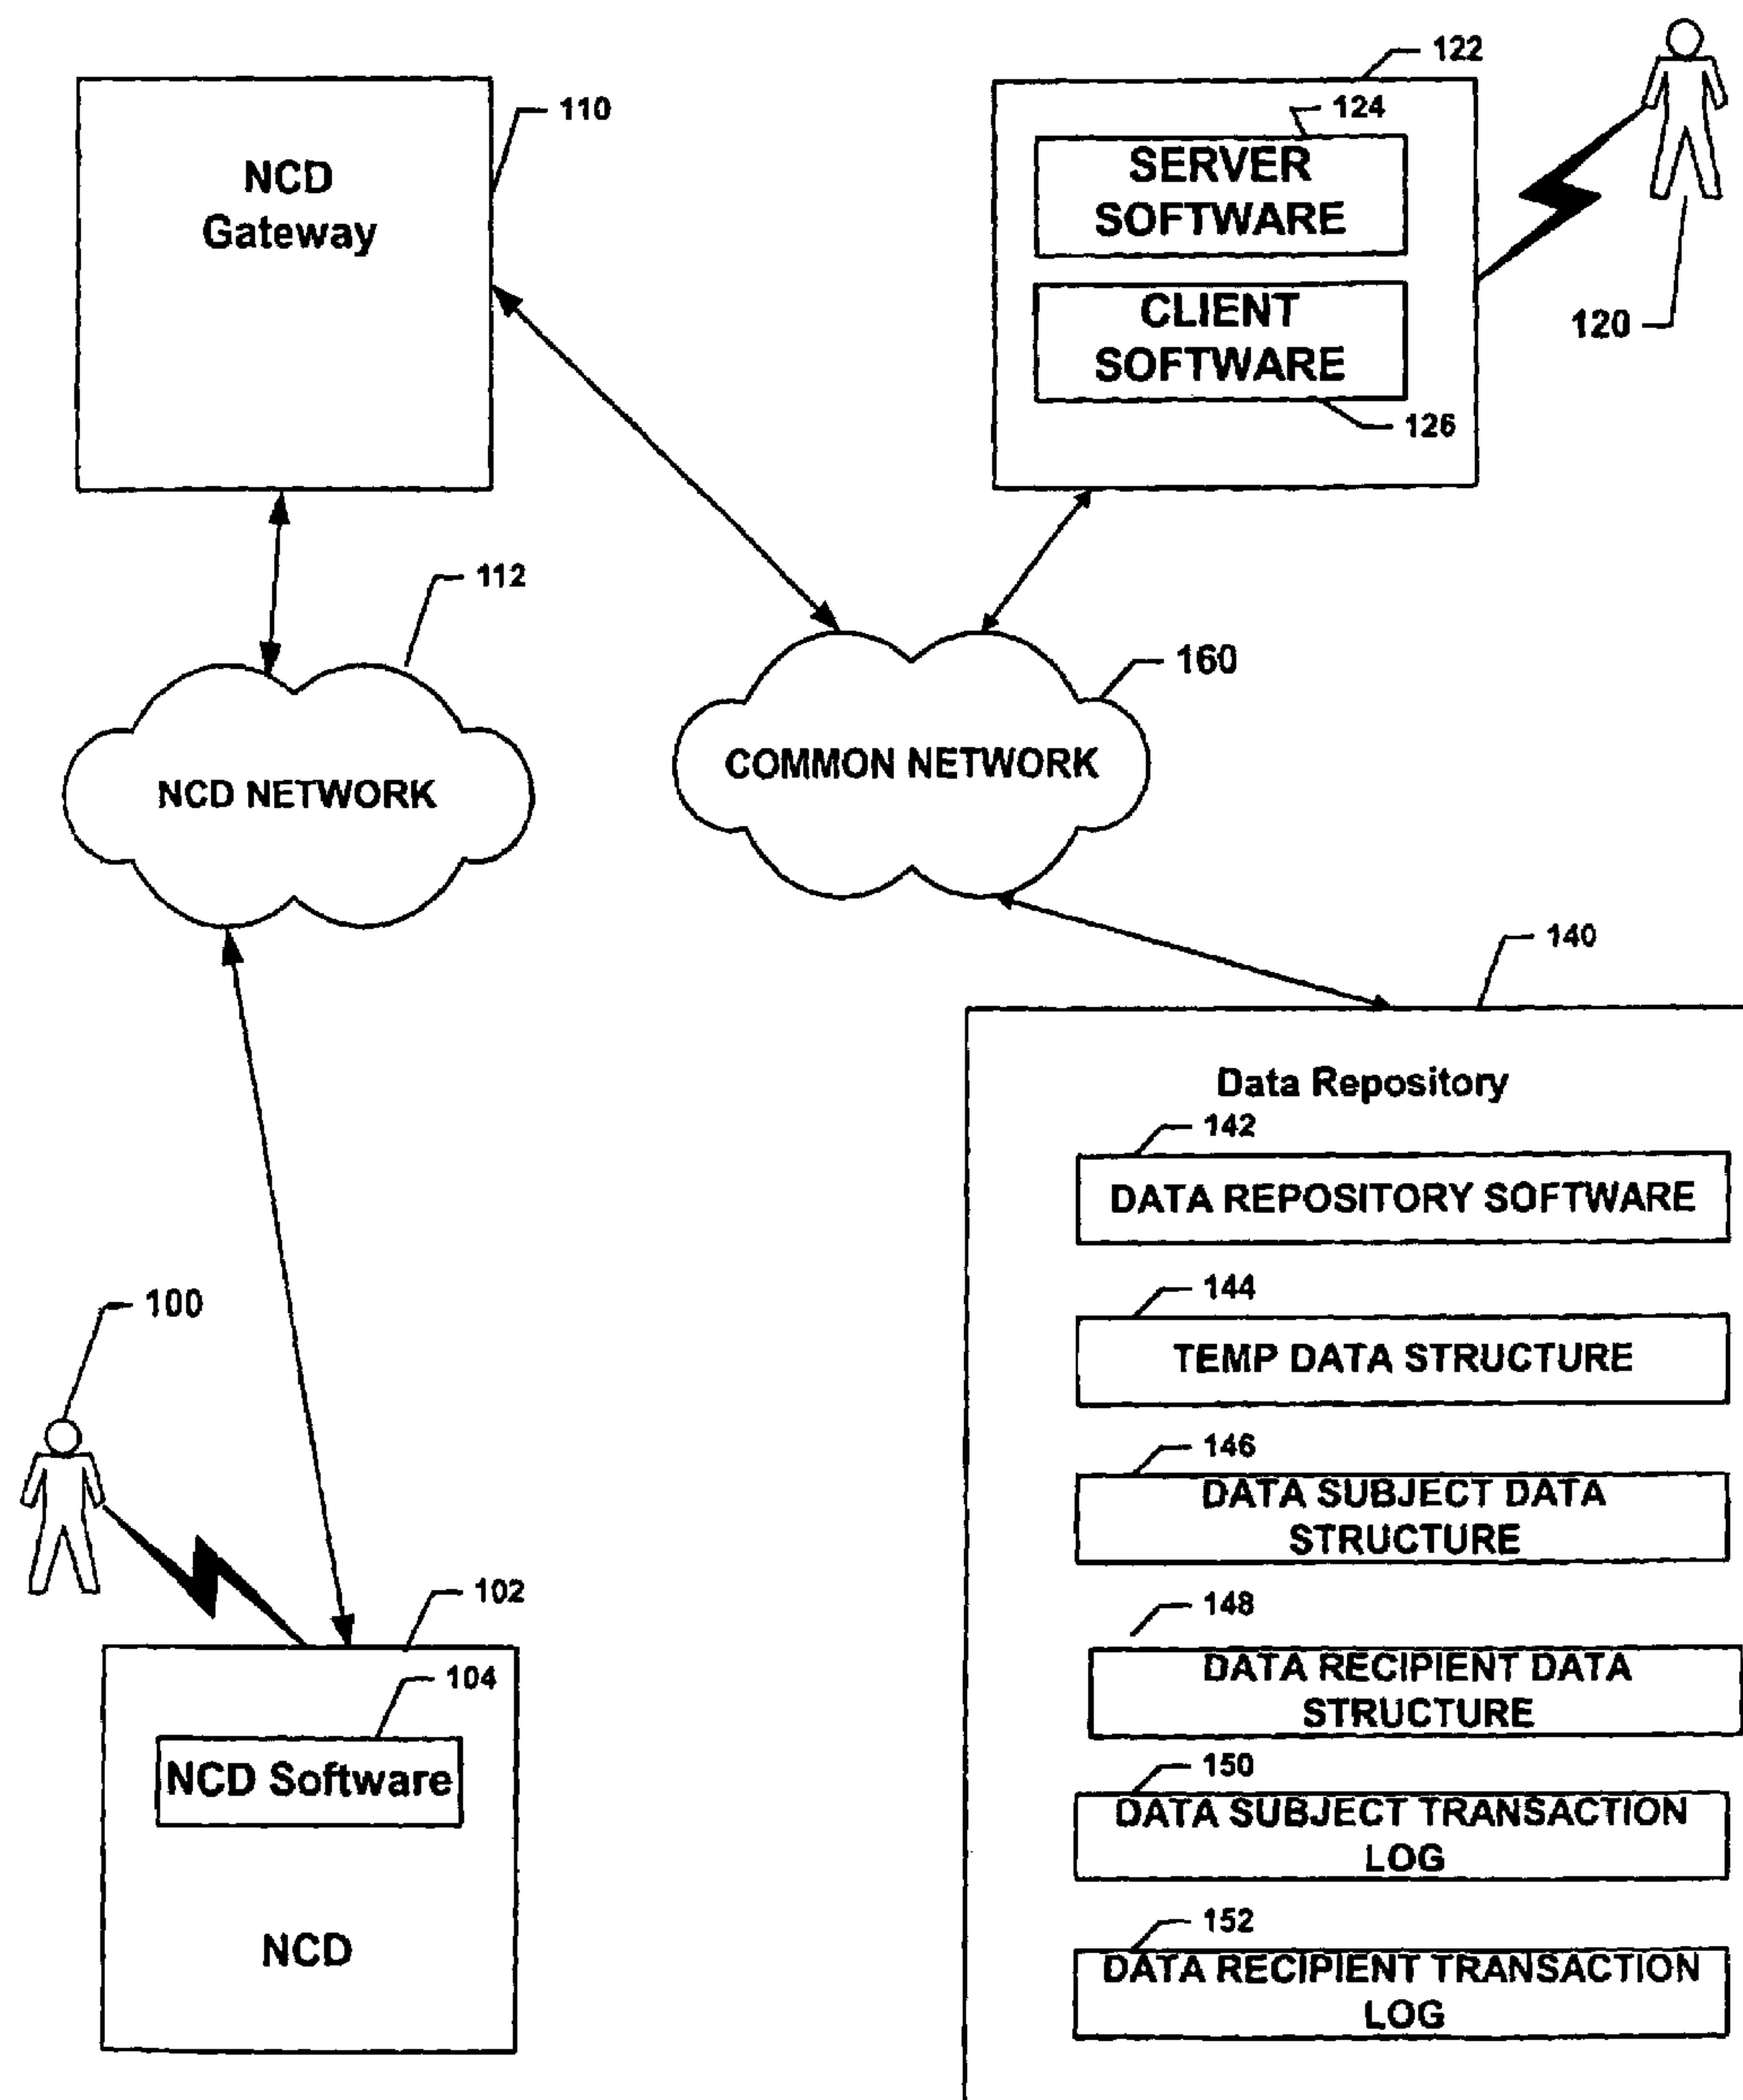 122
110
124
NCD
Gateway
SERVER
SOFTWARE
CLIENT
SOFTWARE
120
126
112
160
NCD NETWORK
COMMON NETWORK
140
Data Repository
142
DATA REPOSITORY SOFTWARE
144
TEMP DATA STRUCTURE
100
146
DATA SUBJECT DATA
STRUCTURE
102
148
104
DATA RECIPIENT DATA
STRUCTURE
NCD Software
150
DATA SUBJECT TRANSACTION
LOG
NCD
152
DATA RECIPIENT TRANSACTION
LOG